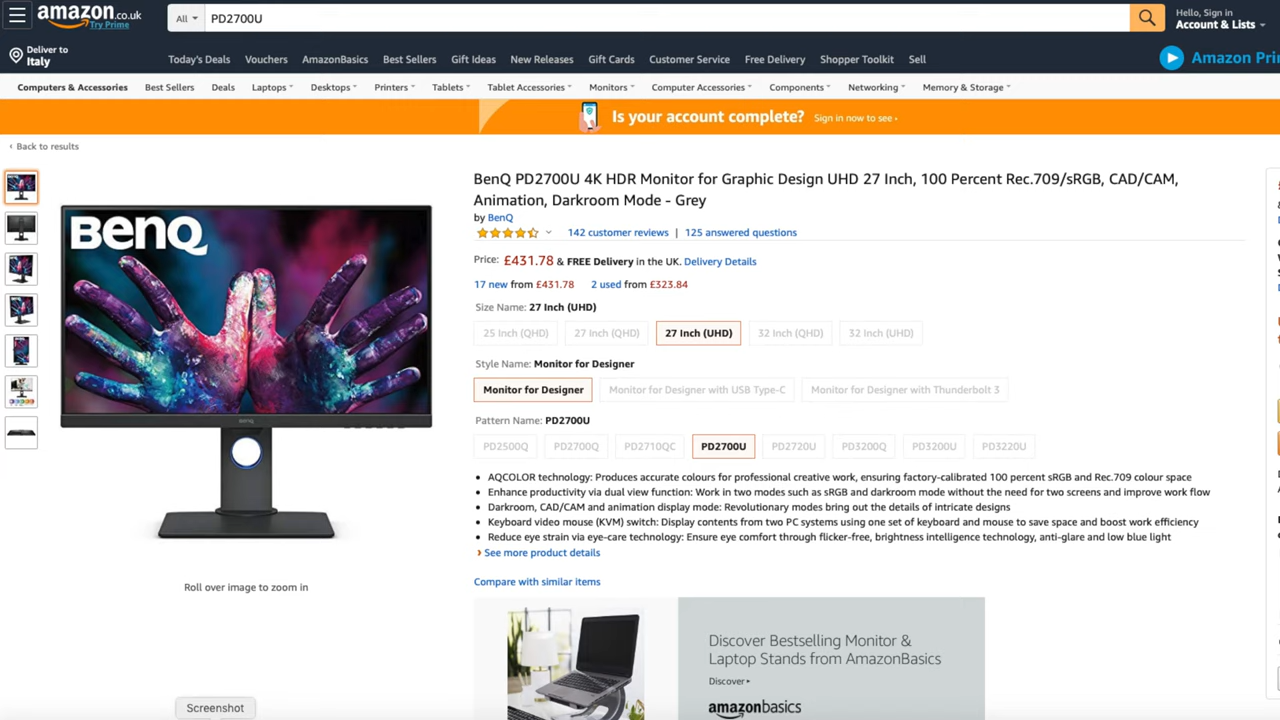 amazon.co.uk
Try Prime
All
PD2700U
Hello, Sign in
Account & Lists
Deliver to
Italy
Today's Deals Vouchers AmazonBasics Best Sellers Gift Ideas New Releases Gift Cards Customer Service Free Delivery Shopper Toolkit Sell
Amazon Pri
Computers & Accessories Best Sellers Deals Laptops Desktops Printers Tablets Tablet Accessories Monitors Computer Accessories Components Networking Memory & Storage
Is your account complete? Sign in now to see ›
‹ Back to results
BenQ PD2700U 4K HDR Monitor for Graphic Design UHD 27 Inch, 100 Percent Rec.709/sRGB, CAD/CAM,
Animation, Darkroom Mode - Grey
by BenQ
142 customer reviews | 125 answered questions
BenQ
BenQ
Price: £431.78 & FREE Delivery in the UK. Delivery Details
17 new from £431.78 2 used from £323.84
Size Name: 27 Inch (UHD)
25 Inch (QHD) 27 Inch (QHD) 27 Inch (UHD) 32 Inch (QHD) 32 Inch (UHD)
Style Name: Monitor for Designer
Monitor for Designer Monitor for Designer with USB Type-C Monitor for Designer with Thunderbolt 3
Pattern Name: PD2700U
PD2500Q PD2700Q PD2710QC PD2700U PD2720U PD3200Q PD3200U PD3220U
• AQCOLOR technology: Produces accurate colours for professional creative work, ensuring factory-calibrated 100 percent sRGB and Rec.709 colour space
• Enhance productivity via dual view function: Work in two modes such as sRGB and darkroom mode without the need for two screens and improve work flow
• Darkroom, CAD/CAM and animation display mode: Revolutionary modes bring out the details of intricate designs
• Keyboard video mouse (KVM) switch: Display contents from two PC systems using one set of keyboard and mouse to save space and boost work efficiency
• Reduce eye strain via eye-care technology: Ensure eye comfort through flicker-free, brightness intelligence technology, anti-glare and low blue light
› See more product details
Roll over image to zoom in
Compare with similar items
Discover Bestselling Monitor &
Laptop Stands from AmazonBasics
Discover ▸
amazonbasics
Screenshot